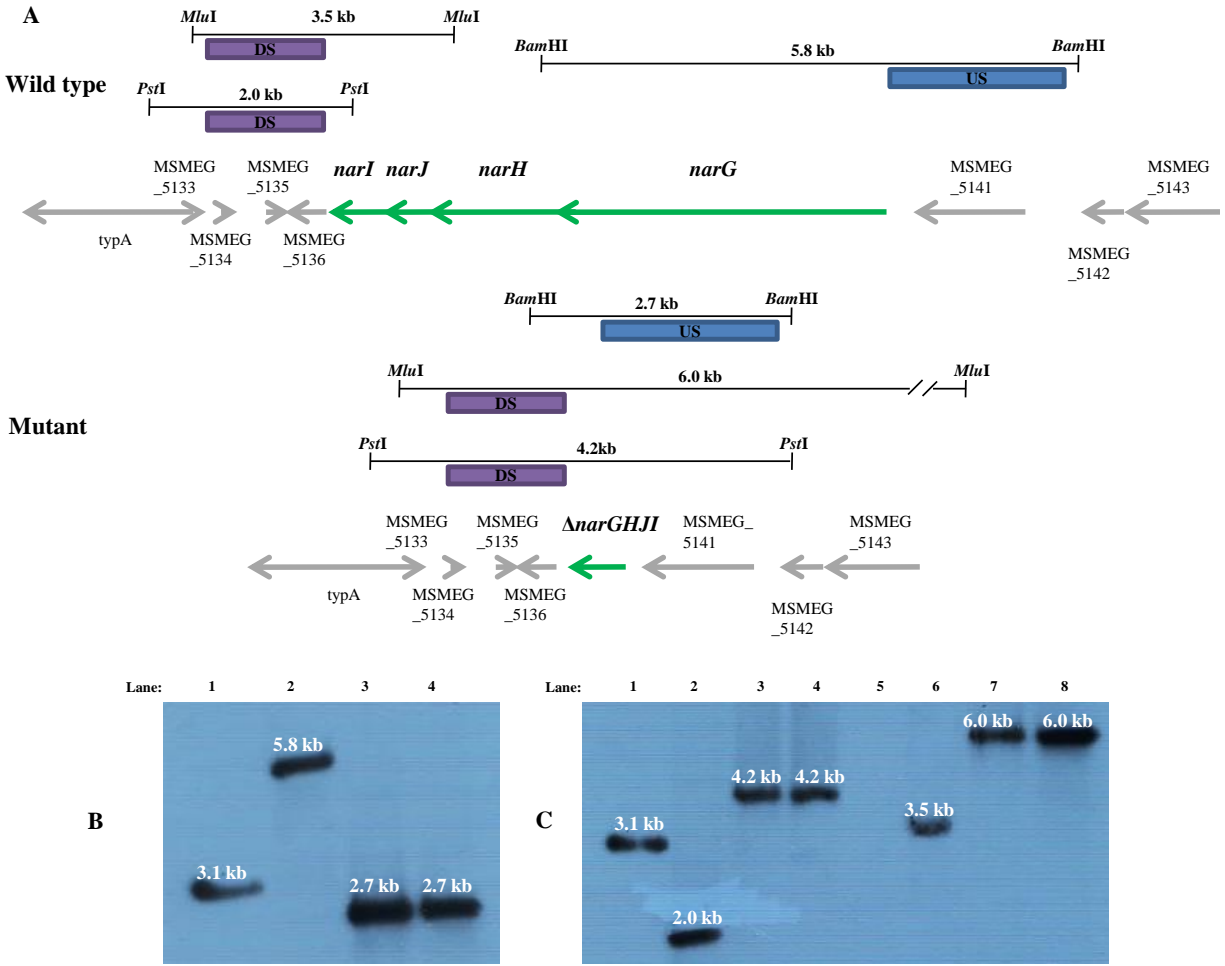 A
MluI 3.5 kb MluI
DS
BamHI 5.8 kb BamHI
US
Wild type
PstI 2.0 kb PstI
DS
MSMEG
_5133
MSMEG
_5135
narI narJ narH narG
MSMEG
_5141
MSMEG
_5143
typA
MSMEG
_5134
MSMEG
_5136
MSMEG
_5142
BamHI 2.7 kb BamHI
US
MluI 6.0 kb MluI
DS
Mutant
PstI 4.2kb PstI
DS
MSMEG
_5133
MSMEG
_5135
ΔnarGHJI
MSMEG_
5141
MSMEG
_5143
typA
MSMEG
_5134
MSMEG
_5136
MSMEG
_5142
Lane: 1 2 3 4
5.8 kb
B
3.1 kb
2.7 kb 2.7 kb
Lane: 1 2 3 4 5 6 7 8
6.0 kb 6.0 kb
4.2 kb 4.2 kb
C
3.1 kb
3.5 kb
2.0 kb